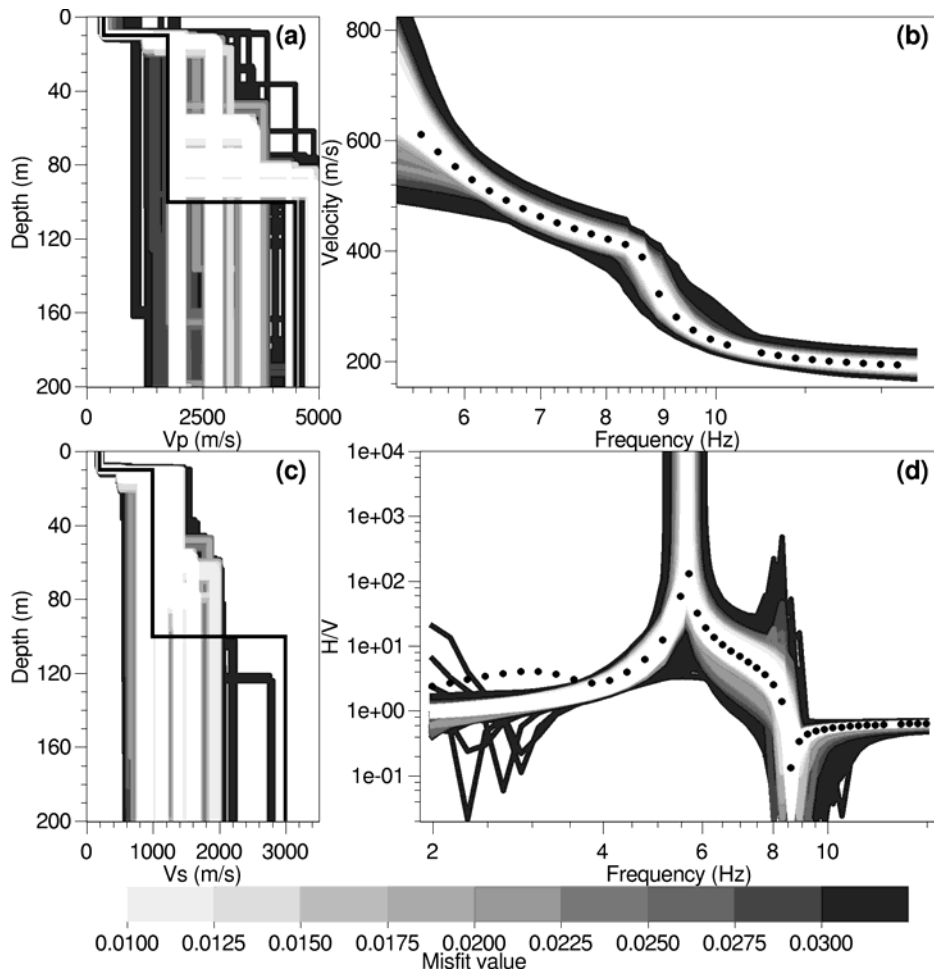 (a)
0
40
80
120
160
200
Depth (m)
0 2500 5000
Vp (m/s)
(b)
800
600
400
200
Velocity (m/s)
6 7 8 9 10
Frequency (Hz)
(c)
0
40
80
120
160
200
Depth (m)
0 1000 2000 3000
Vs (m/s)
(d)
1e+04
1e+03
1e+02
1e+01
1e+00
1e-01
H/V
2 4 6 8 10
Frequency (Hz)
0.0100 0.0125 0.0150 0.0175 0.0200 0.0225 0.0250 0.0275 0.0300
Misfit value